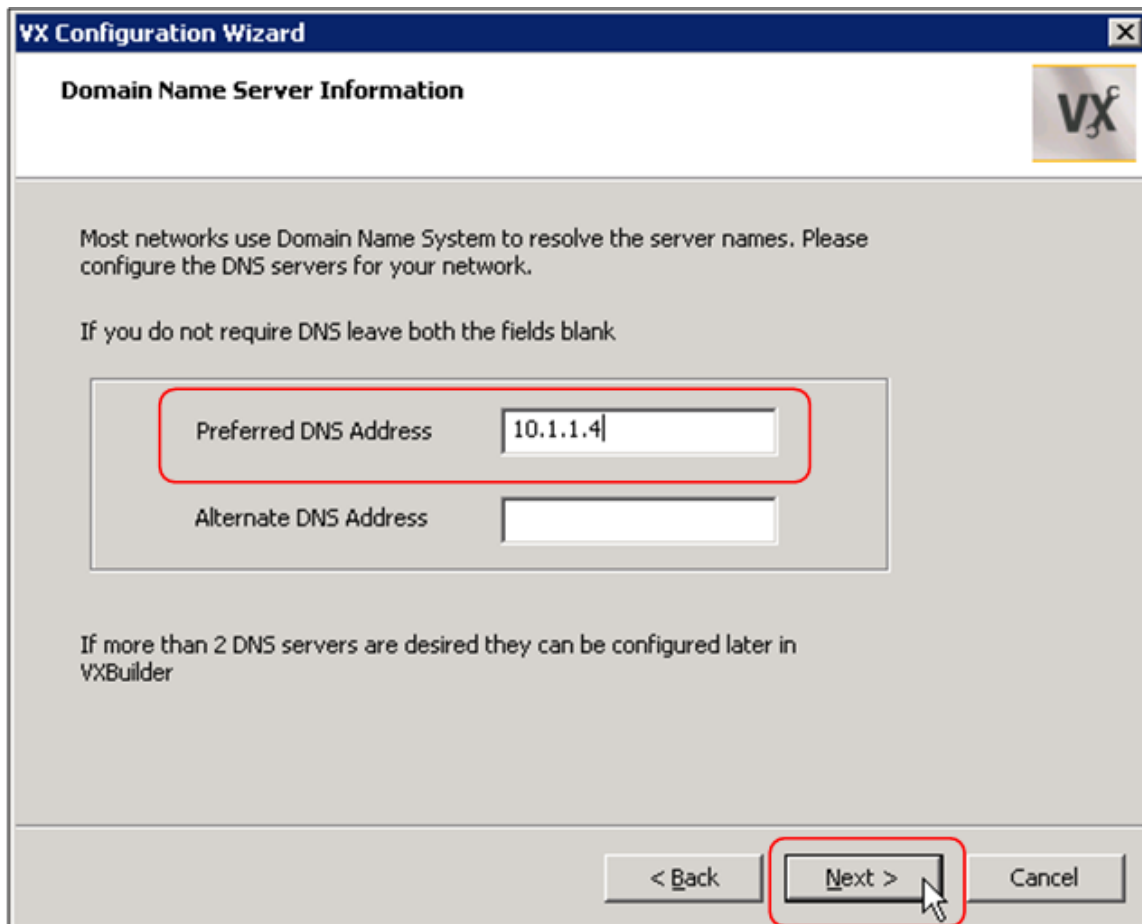 VX Configuration Wizard
Domain Name Server Information
VX
Most networks use Domain Name System to resolve the server names. Please
configure the DNS servers for your network.
If you do not require DNS leave both the fields blank
Preferred DNS Address 10.1.1.4
Alternate DNS Address
If more than 2 DNS servers are desired they can be configured later in
VXBuilder
< Back Next > Cancel